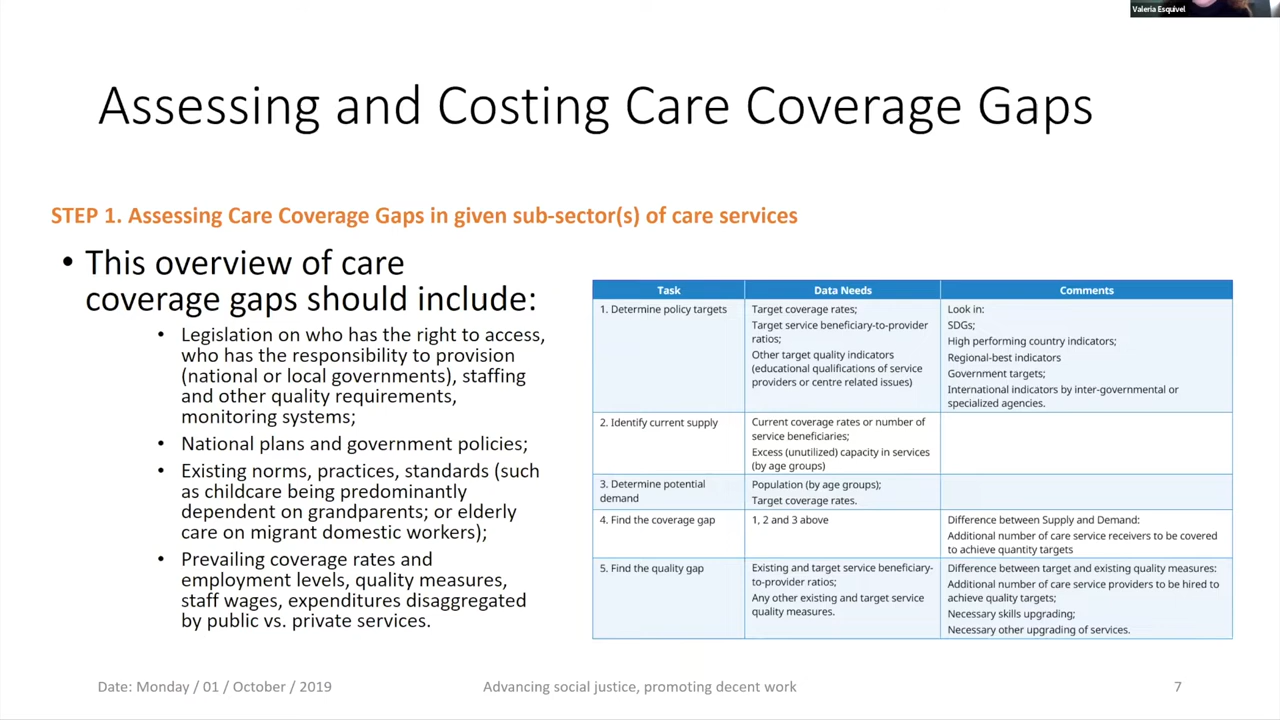 Valeria Esquivel
Assessing and Costing Care Coverage Gaps
STEP 1. Assessing Care Coverage Gaps in given sub-sector(s) of care services
• This overview of care
coverage gaps should include:
• Legislation on who has the right to access,
who has the responsibility to provision
(national or local governments), staffing
and other quality requirements,
monitoring systems;
• National plans and government policies;
• Existing norms, practices, standards (such
as childcare being predominantly
dependent on grandparents; or elderly
care on migrant domestic workers);
• Prevailing coverage rates and
employment levels, quality measures,
staff wages, expenditures disaggregated
by public vs. private services.
Task Data Needs Comments
1. Determine policy targets
Target coverage rates;
Target service beneficiary-to-provider
ratios;
Other target quality indicators
(educational qualifications of service
providers or centre related issues)
Look in:
SDGs;
High performing country indicators;
Regional-best indicators
Government targets;
International indicators by inter-governmental or
specialized agencies.
2. Identify current supply
Current coverage rates or number of
service beneficiaries;
Excess (unutilized) capacity in services
(by age groups)
3. Determine potential
demand
Population (by age groups);
Target coverage rates.
4. Find the coverage gap
1, 2 and 3 above
Difference between Supply and Demand:
Additional number of care service receivers to be covered
to achieve quantity targets
5. Find the quality gap
Existing and target service beneficiary-
to-provider ratios;
Any other existing and target service
quality measures.
Difference between target and existing quality measures:
Additional number of care service providers to be hired to
achieve quality targets;
Necessary skills upgrading;
Necessary other upgrading of services.
Date: Monday / 01 / October / 2019
Advancing social justice, promoting decent work
7